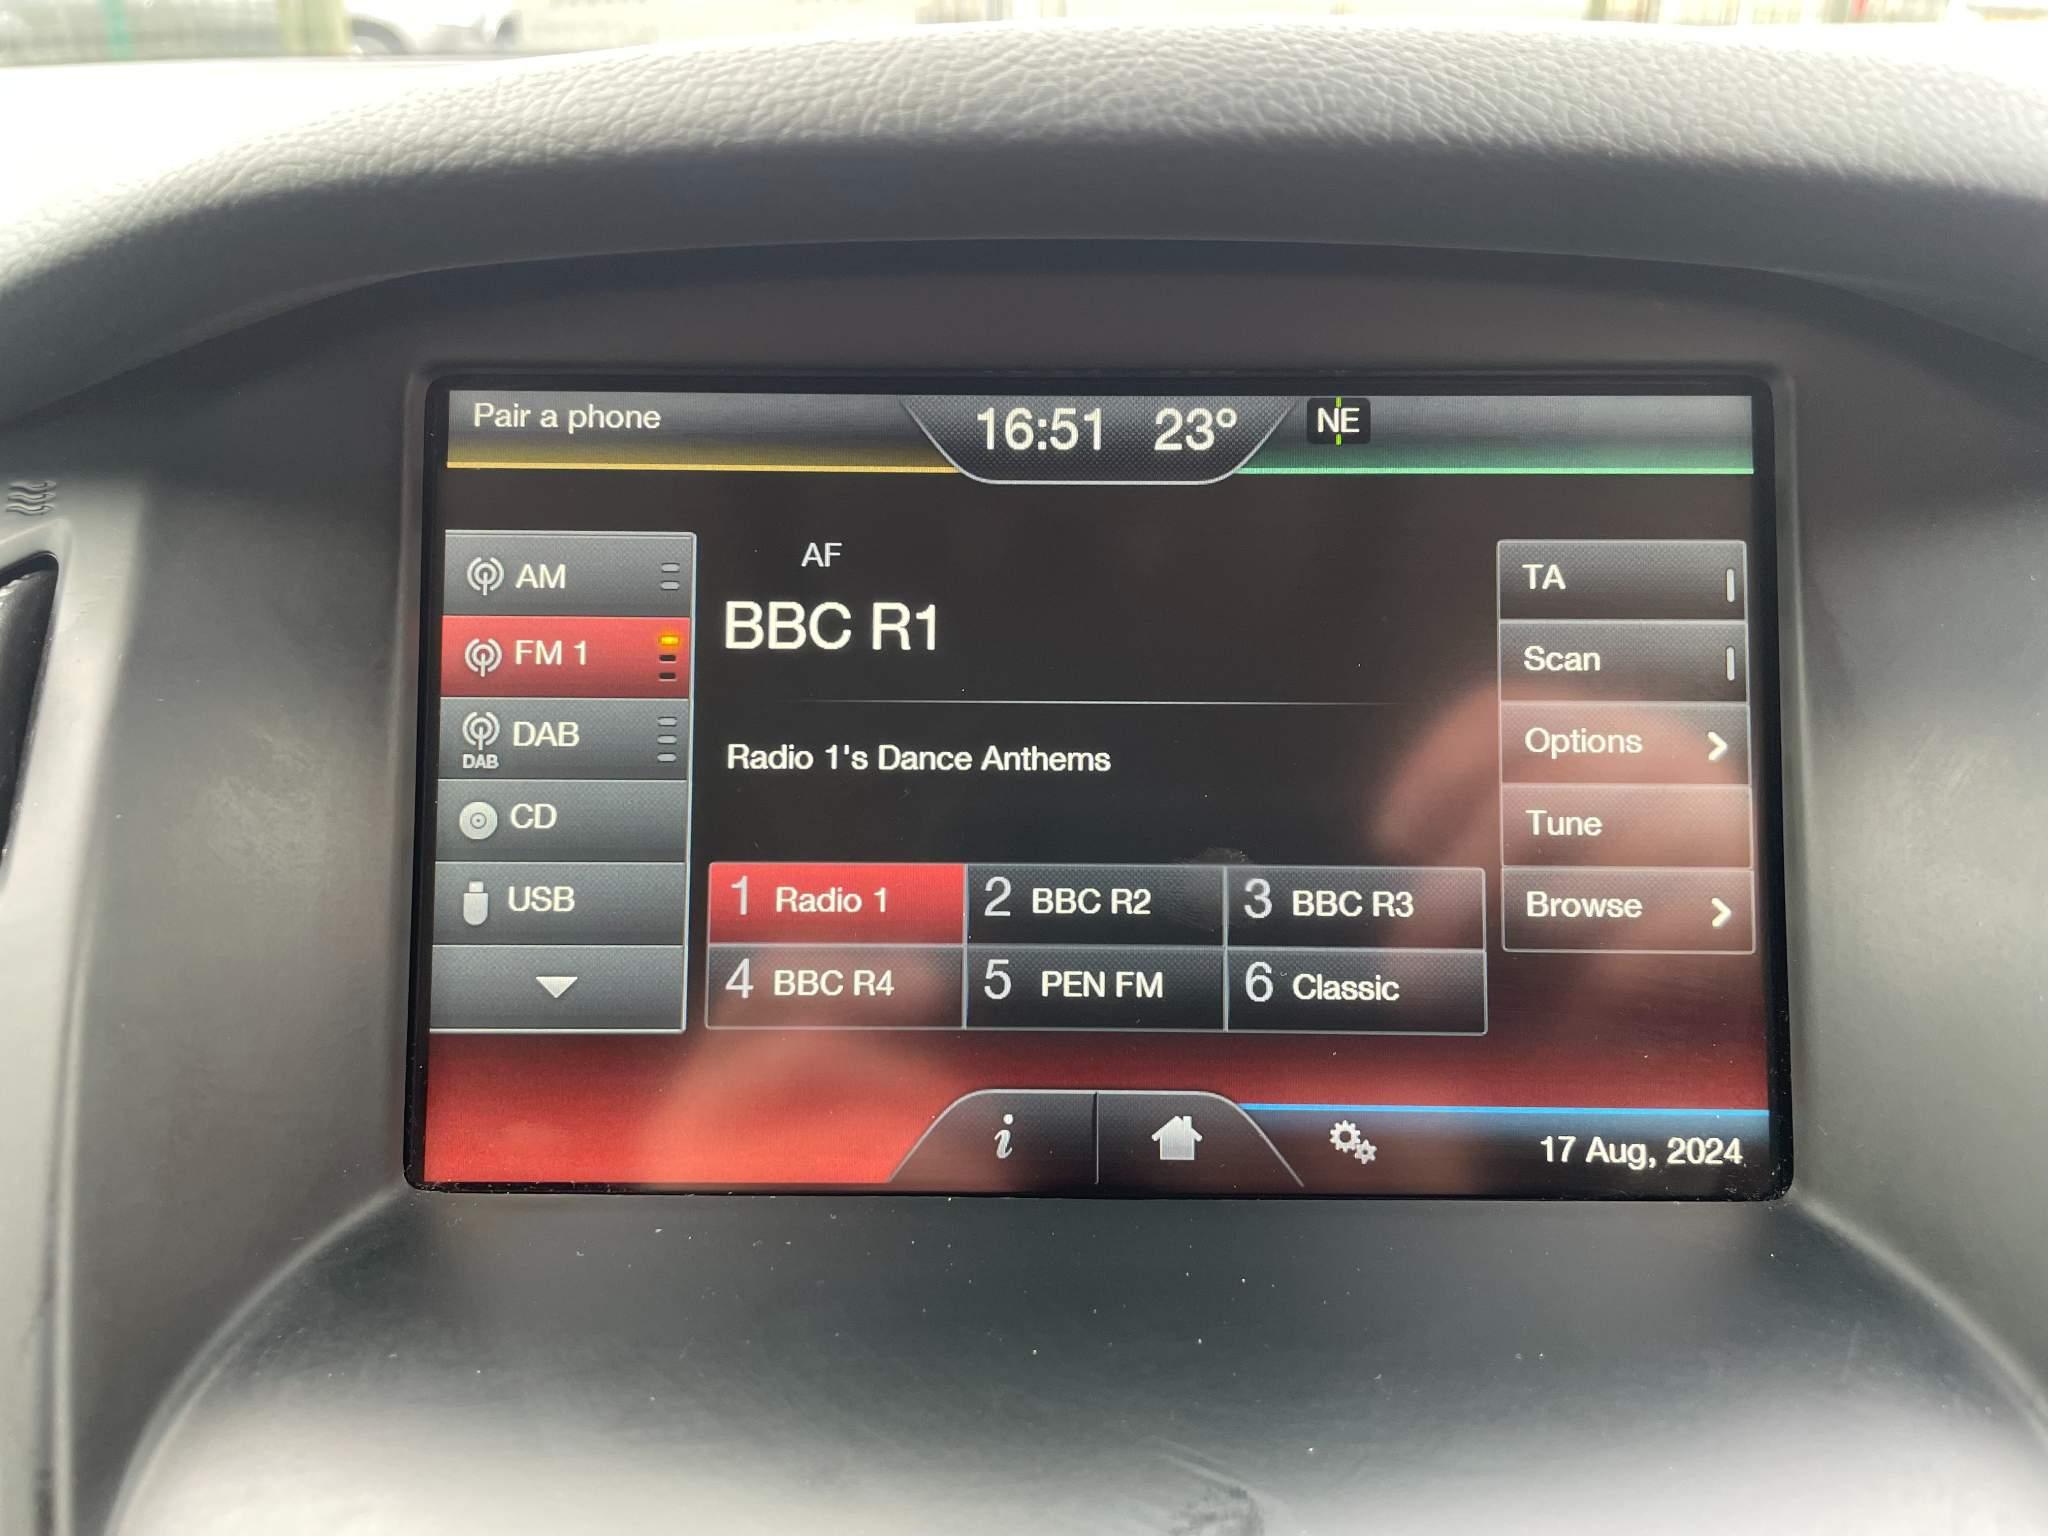 Pair a phone
16:51 23° NE
AM
FM 1
DAB
DAB
CD
USB
AF
BBC R1
Radio 1's Dance Anthems
1 Radio 1
2 BBC R2
3 BBC R3
4 BBC R4
5 PEN FM
6 Classic
TA
Scan
Options
Tune
Browse
i
17 Aug, 2024